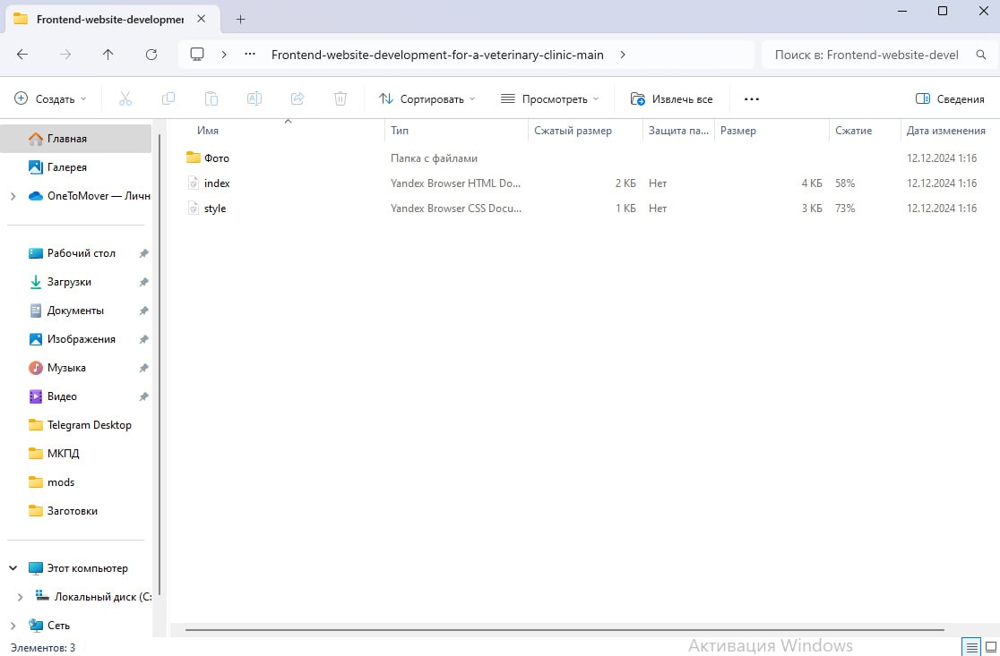 Frontend-website-developmer
Frontend-website-development-for-a-veterinary-clinic-main
Поиск в: Frontend-website-devel
Создать
Сортировать
Просмотреть
Извлечь все
Сведения
Имя Тип Сжатый размер Защита па... Размер Сжатие Дата изменения
Фото Папка с файлами 12.12.2024 1:16
index Yandex Browser HTML Do... 2 КБ Нет 4 КБ 58% 12.12.2024 1:16
style Yandex Browser CSS Docu... 1 КБ Нет 3 КБ 73% 12.12.2024 1:16
Главная
Галерея
OneToMover — Личн
Рабочий стол
Загрузки
Документы
Изображения
Музыка
Видео
Telegram Desktop
МКПД
mods
Заготовки
Этот компьютер
Локальный диск (C:
Сеть
Элементов: 3
Активация Windows